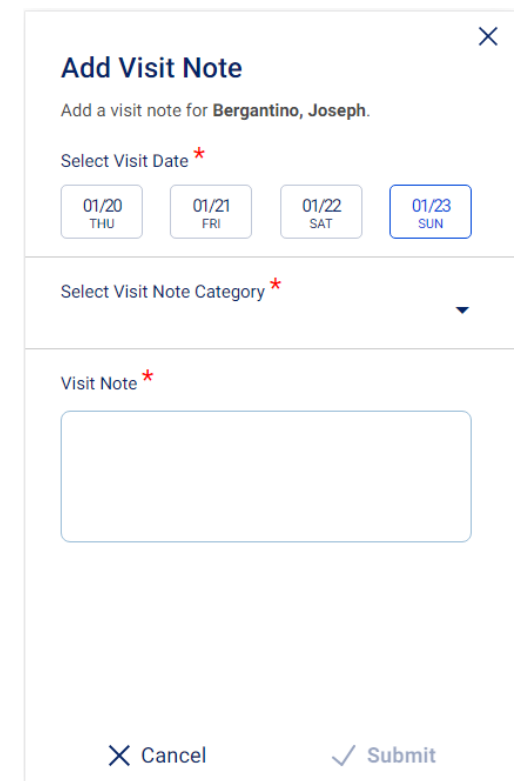 Add Visit Note
Add a visit note for Bergantino, Joseph.
Select Visit Date *
01/20 01/21 01/22 01/23
THU FRI SAT SUN
Select Visit Note Category *
Visit Note *
Cancel Submit